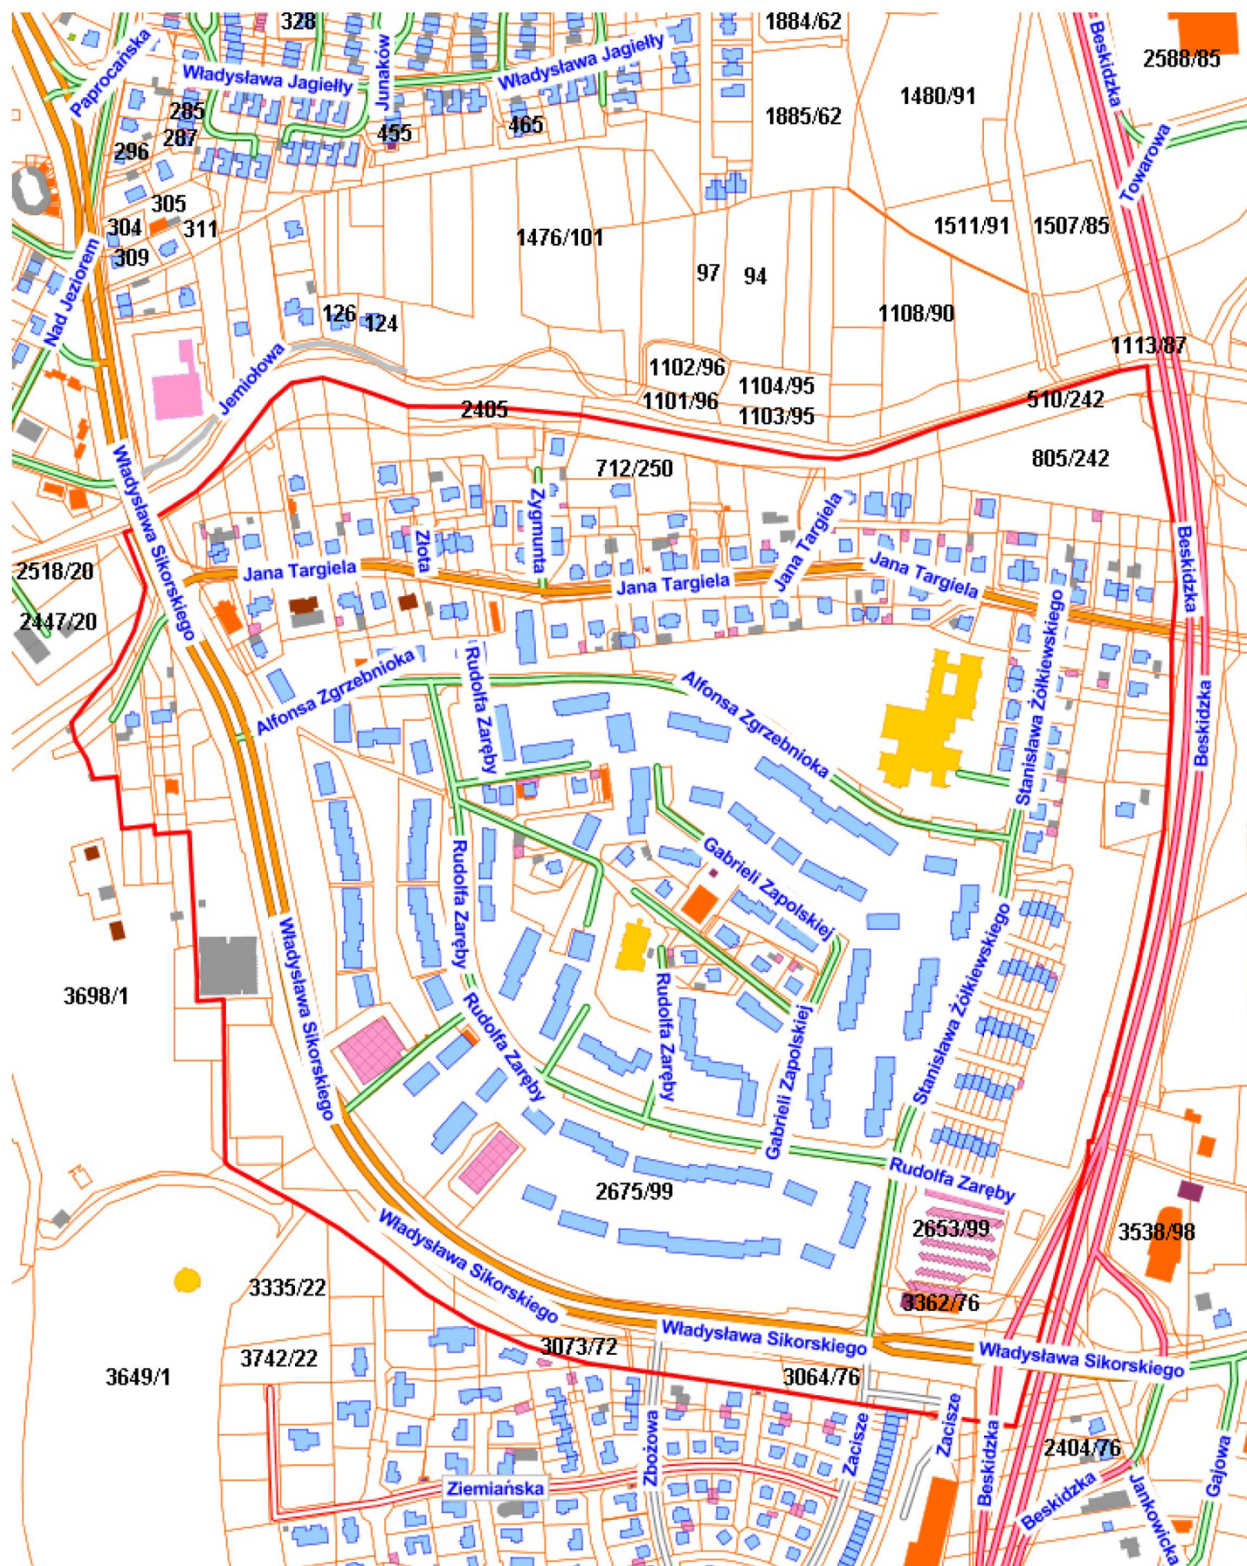 328
1884/62
Beskidzka
2588/85
Paprocańska
Władysława Jagiełły
Junaków
Władysława Jagiełły
1480/91
285
287
296
455
465
1885/62
Towarowa
305
304
311
309
1476/101
1511/91
1507/85
97
94
Nad Jeziorem
126
124
1108/90
1113/87
Jemiołowa
1102/96
1104/95
1101/96
1103/95
2405
510/242
712/250
805/242
Władysława Sikorskiego
Zygmunta
Złota
Jana Targiela
Jana Targiela
Jana Targiela
Jana Targiela
Beskidzka
2518/20
2447/20
Stanisława Żółkiewskiego
Alfonsa Zgrzebnioka
Rudolfa Zaręby
Alfonsa Zgrzebnioka
Beskidzka
Rudolfa Zaręby
Gabrieli Zapolskiej
Władysława Sikorskiego
3698/1
Rudolfa Zaręby
Rudolfa Zaręby
Gabrieli Zapolskiej
Stanisława Żółkiewskiego
Rudolfa Zaręby
2675/99
2653/99
3538/98
3335/22
Władysława Sikorskiego
3362/76
3073/72
Władysława Sikorskiego
Władysława Sikorskiego
3742/22
3649/1
3064/76
Zbożowa
Zacisze
Zacisze
Beskidzka
2404/76
Ziemiańska
Beskidzka
Jankowicka
Gajowa